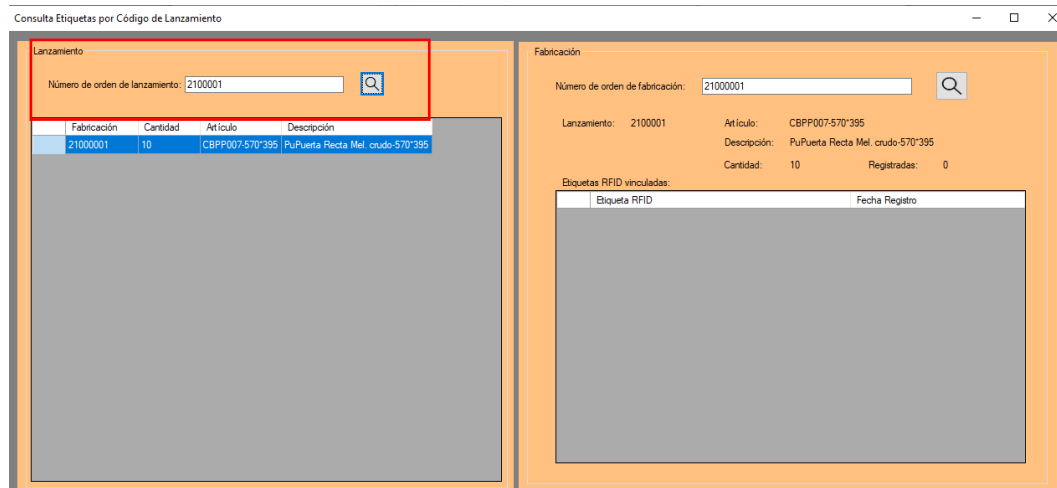 Consulta Etiquetas por Código de Lanzamiento
Lanzamiento
Número de orden de lanzamiento: 2100001
Fabricación Cantidad Artículo Descripción
21000001 10 CBPP007-570*395 PuPuerta Recta Mel. crudo-570*395
Fabricación
Número de orden de fabricación: 21000001
Lanzamiento: 2100001 Artículo: CBPP007-570*395
Descripción: PuPuerta Recta Mel. crudo-570*395
Cantidad: 10 Registradas: 0
Etiquetas RFID vinculadas:
Etiqueta RFID Fecha Registro